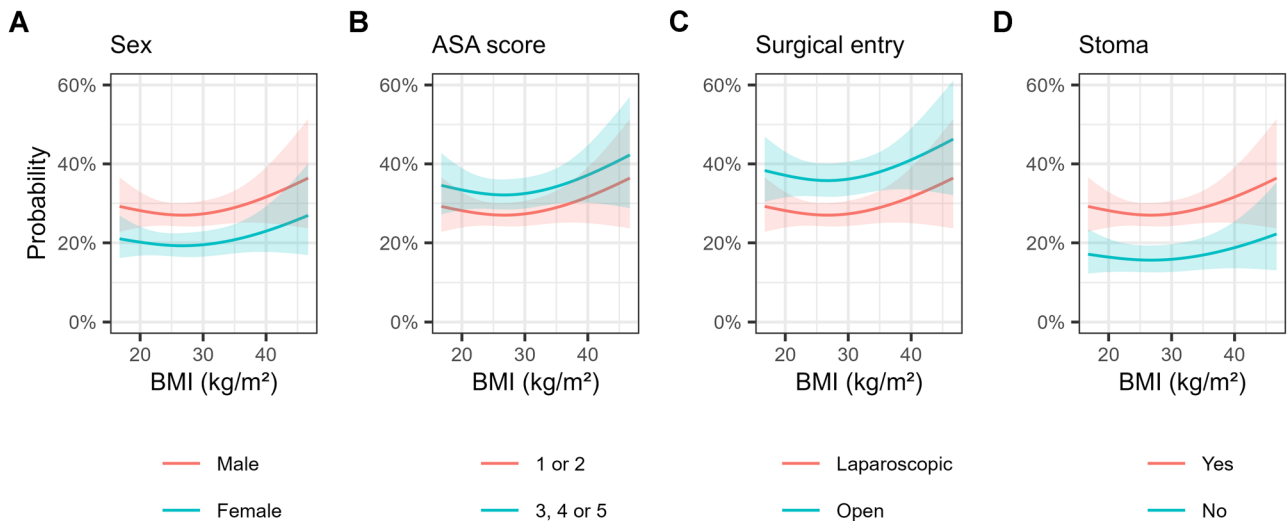 A
Sex
B
ASA score
C
Surgical entry
D
Stoma
Probability
60%
40%
20%
0%
20 30 40
BMI (kg/m²)
Male
Female
60%
40%
20%
0%
20 30 40
BMI (kg/m²)
1 or 2
3, 4 or 5
60%
40%
20%
0%
20 30 40
BMI (kg/m²)
Laparoscopic
Open
60%
40%
20%
0%
20 30 40
BMI (kg/m²)
Yes
No